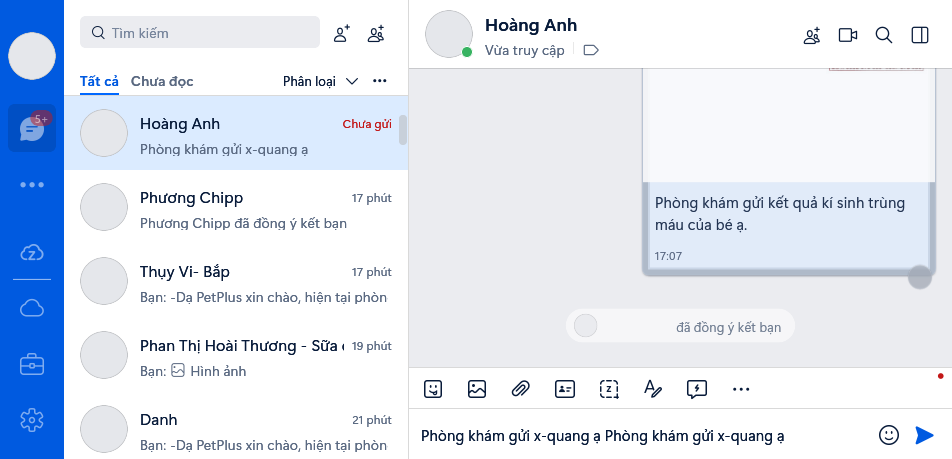 Tìm kiếm
Tất cả
Chưa đọc
Phân loại
5+
Hoàng Anh
Chưa gửi
Phòng khám gửi x-quang ạ
Phương Chipp
17 phút
Phương Chipp đã đồng ý kết bạn
Thụy Vi- Bắp
17 phút
Bạn: -Dạ PetPlus xin chào, hiện tại phòn
Phan Thị Hoài Thương - Sữa
19 phút
Bạn: Hình ảnh
Danh
21 phút
Bạn: -Dạ PetPlus xin chào, hiện tại phòn
Hoàng Anh
Vừa truy cập
Phòng khám gửi kết quả kí sinh trùng
máu của bé ạ.
17:07
đã đồng ý kết bạn
Phòng khám gửi x-quang ạ Phòng khám gửi x-quang ạ